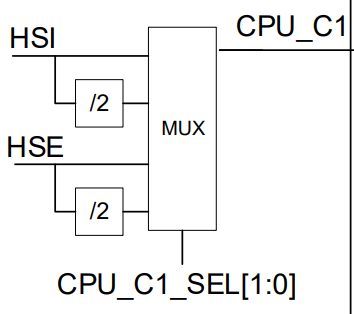 CPU_C1
HSI
/2
MUX
HSE
/2
CPU_C1_SEL[1:0]